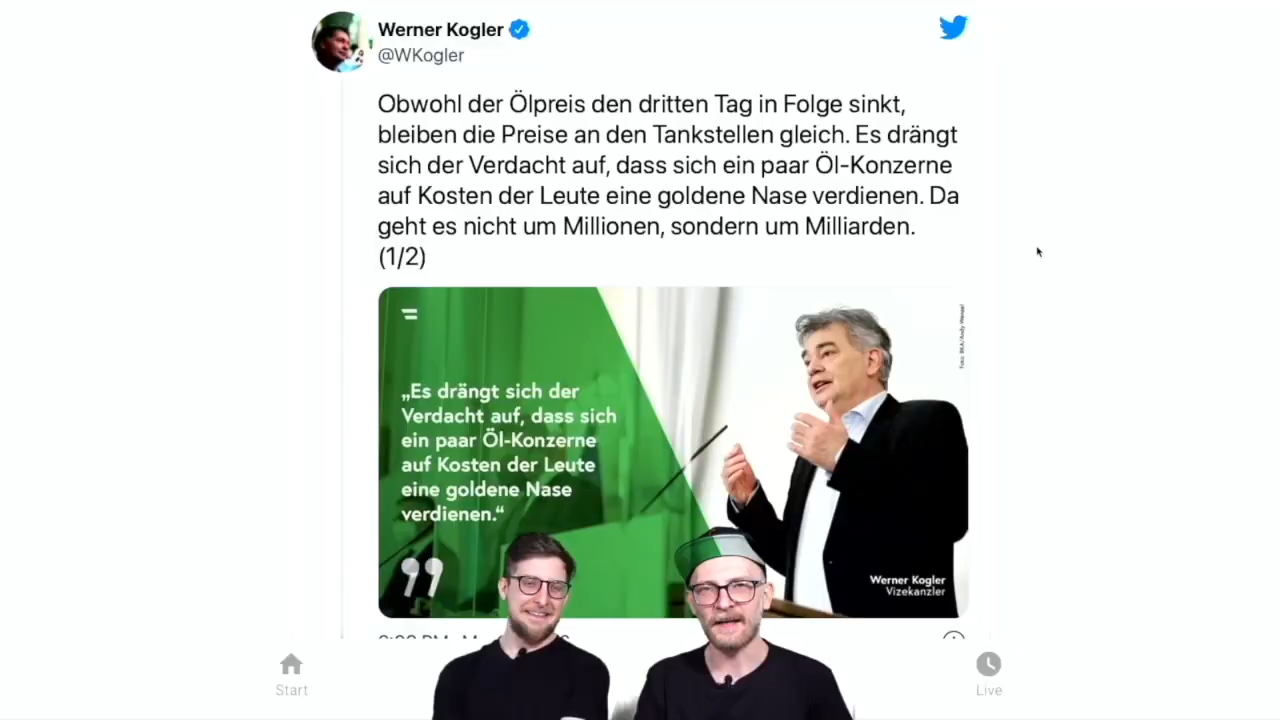 Werner Kogler
@WKogler
Obwohl der Ölpreis den dritten Tag in Folge sinkt,
bleiben die Preise an den Tankstellen gleich. Es drängt
sich der Verdacht auf, dass sich ein paar Öl-Konzerne
auf Kosten der Leute eine goldene Nase verdienen. Da
geht es nicht um Millionen, sondern um Milliarden.
(1/2)
„Es drängt sich der
Verdacht auf, dass sich
ein paar Öl-Konzerne
auf Kosten der Leute
eine goldene Nase
verdienen.“
Werner Kogler
Vizekanzler
Start
Live